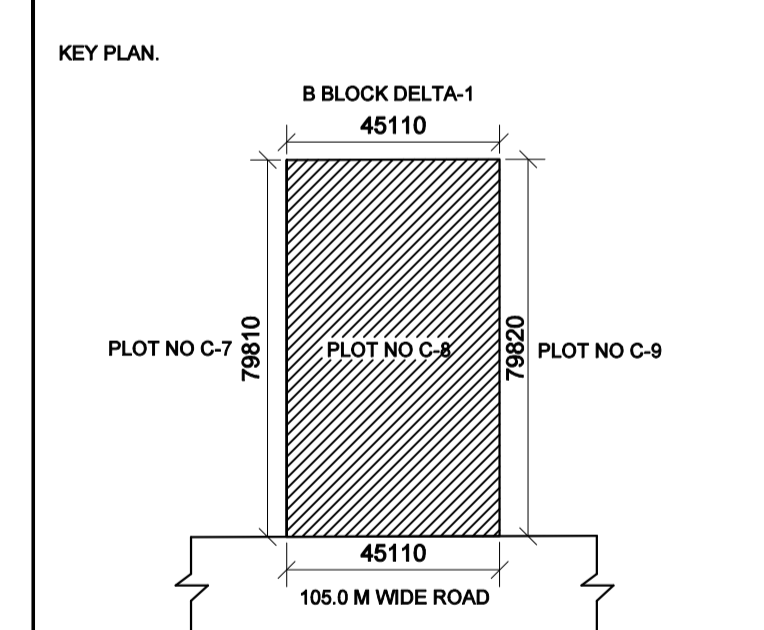 KEY PLAN.
B BLOCK DELTA-1
45110
PLOT NO C-7
79810
PLOT NO C-8
79820
PLOT NO C-9
45110
105.0 M WIDE ROAD